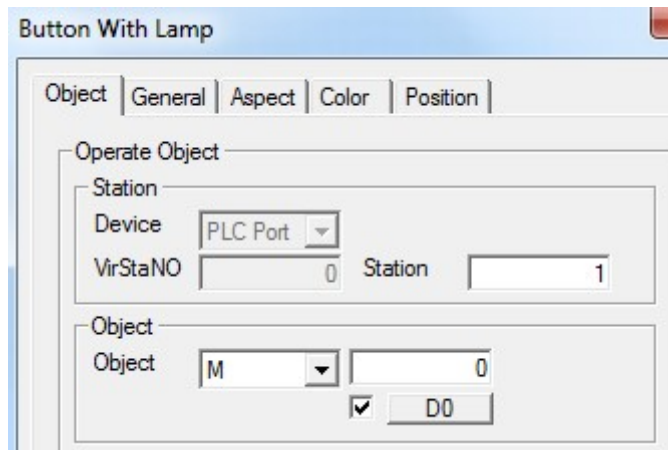 Button With Lamp
Object General Aspect Color Position
Operate Object
Station
Device PLC Port
VirStaNO 0 Station 1
Object
Object M 0
D0